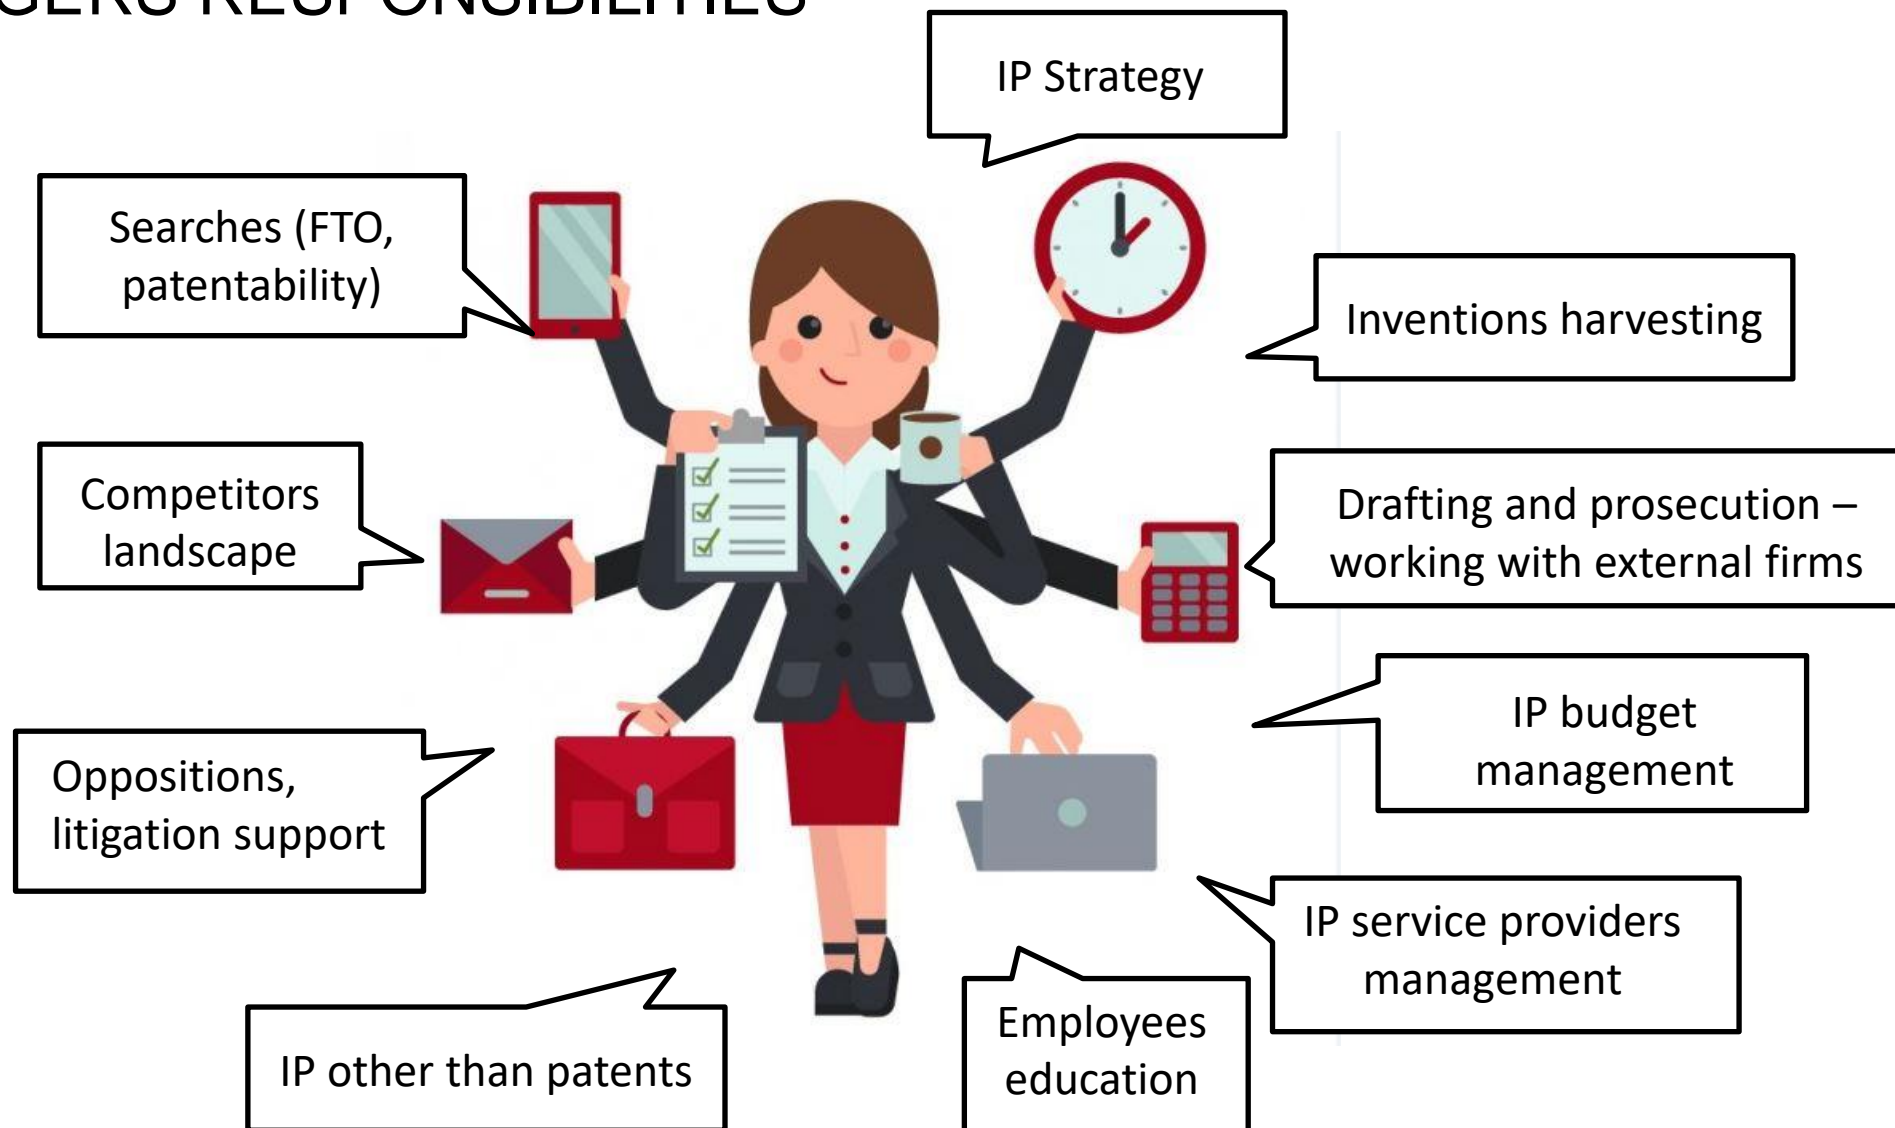 RESPONSIBILITIES
IP Strategy
Searches (FTO,
patentability)
Inventions harvesting
Competitors
landscape
Drafting and prosecution –
working with external firms
IP budget
management
Oppositions,
litigation support
IP service providers
management
Employees
education
IP other than patents